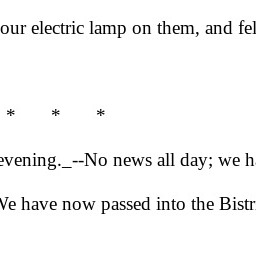 our electric lamp on them, and fel
* * *
evening._--No news all day; we ha
We have now passed into the Bistr